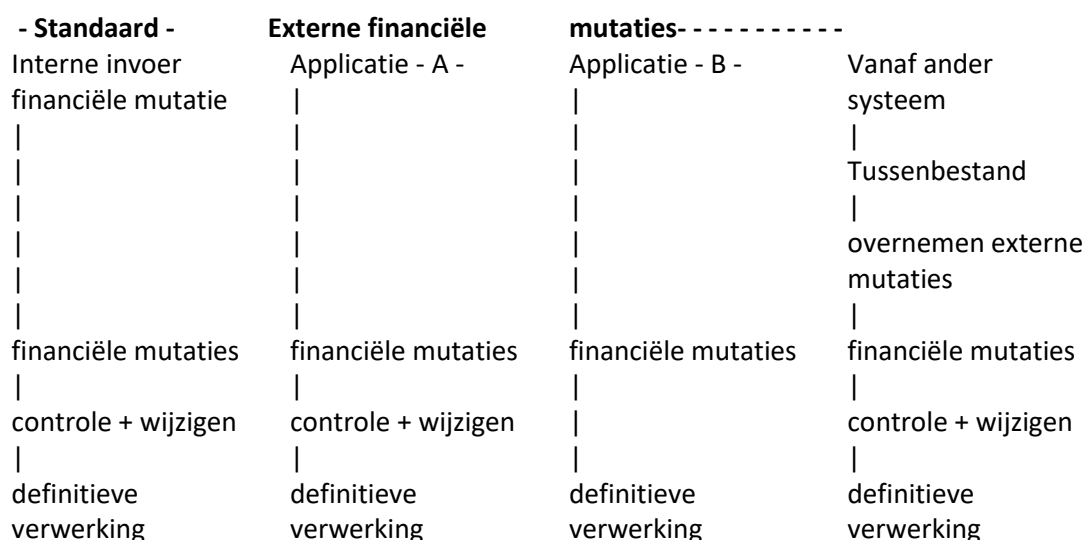 - Standaard - Externe financiële mutaties- - - - - - - - - - -
Interne invoer Applicatie - A - Applicatie - B - Vanaf ander
financiële mutatie | | systeem
| | | |
| | | Tussenbestand
| | | |
| | | overnemen externe
| | | mutaties
| | | |
financiële mutaties financiële mutaties financiële mutaties financiële mutaties
| | | |
controle + wijzigen controle + wijzigen | controle + wijzigen
| | | |
definitieve definitieve definitieve definitieve
verwerking verwerking verwerking verwerking